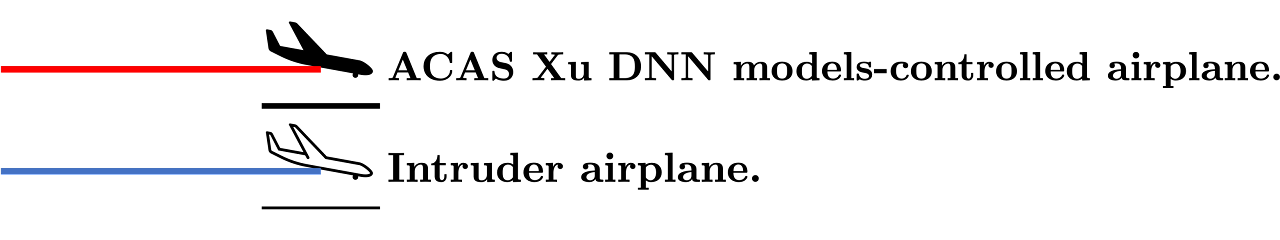 ACAS Xu DNN models-controlled airplane.
Intruder airplane.